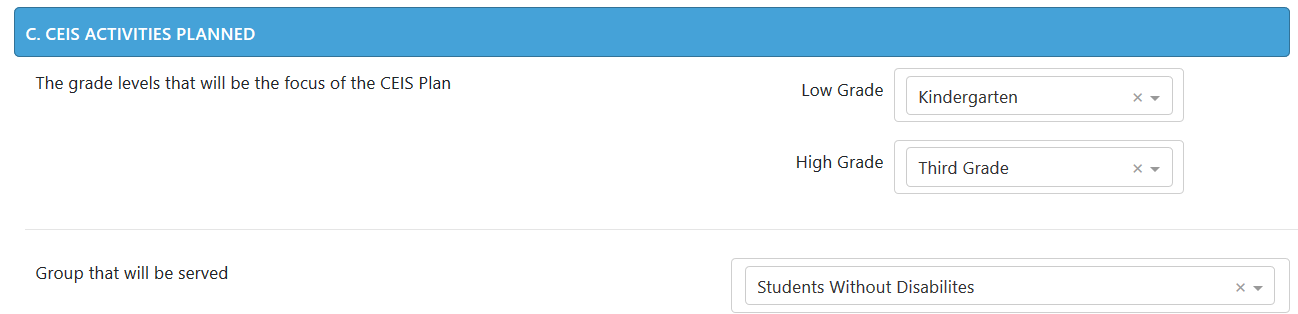 C. CEIS ACTIVITIES PLANNED
The grade levels that will be the focus of the CEIS Plan
Low Grade Kindergarten
High Grade Third Grade
Group that will be served Students Without Disabilites